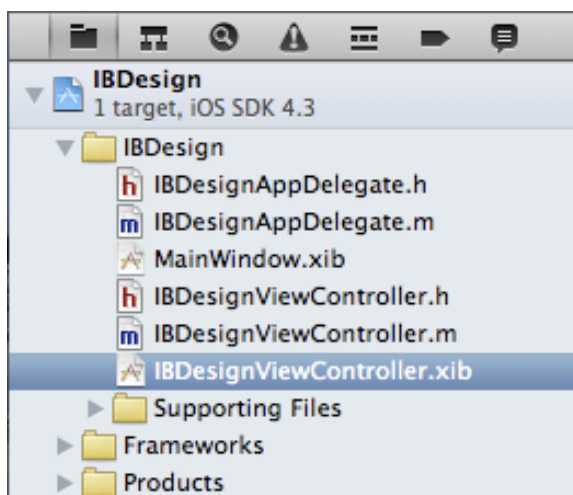 IBDesign
1 target, iOS SDK 4.3
IBDesign
h IBDesignAppDelegate.h
m IBDesignAppDelegate.m
MainWindow.xib
h IBDesignViewController.h
m IBDesignViewController.m
IBDesignViewController.xib
Supporting Files
Frameworks
Products